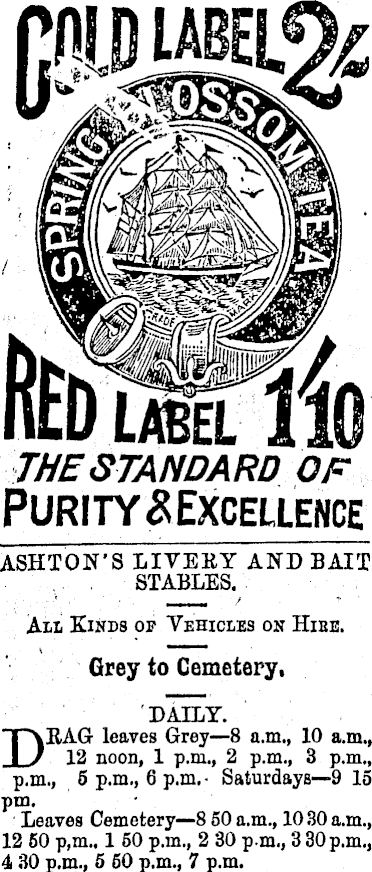 GOLD LABEL 2/-
SPRING BLOSSOM TEA
RED LABEL 1/10
THE STANDARD OF
PURITY & EXCELLENCE
ASHTON'S LIVERY AND BAIT
STABLES.
ALL KINDS OF VEHICLES ON HIRE.
Grey to Cemetery.
DAILY.
DRAG leaves Grey—8 a.m., 10 a.m.,
12 noon, 1 p.m., 2 p.m., 3 p.m.,
p.m., 5 p.m., 6 p.m. Saturdays—9 15
pm.
Leaves Cemetery—8 50 a.m., 10 30 a.m.,
12 50 p,m., 1 50 p.m., 2 30 p.m., 3 30 p.m.,
4 30 p.m., 5 50 p.m., 7 p.m.